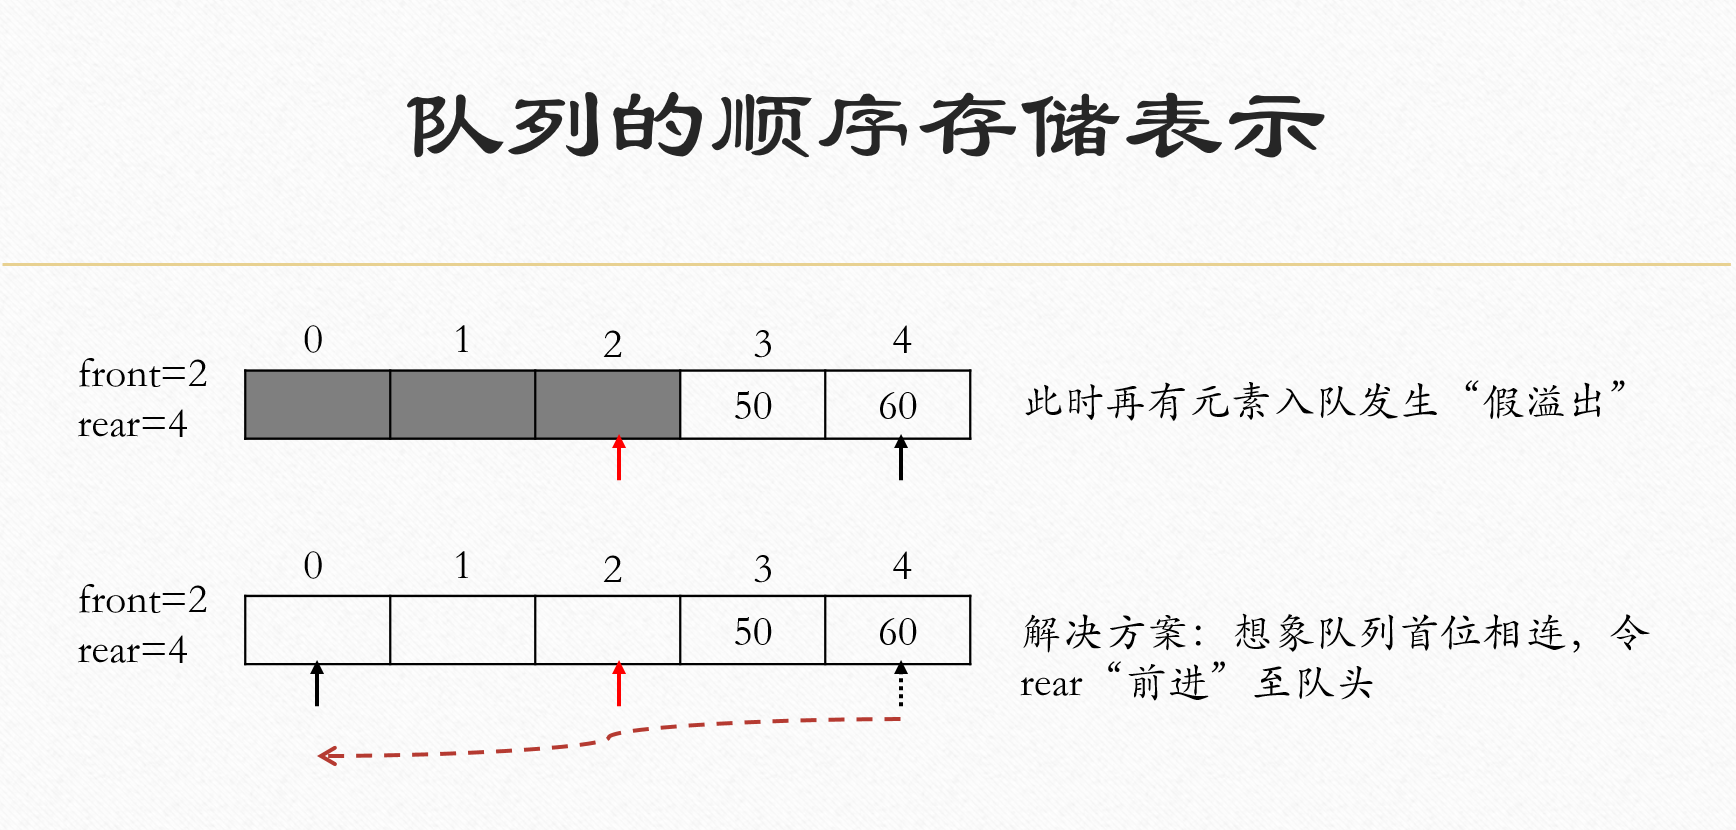 队列的顺序存储表示
0 1 2 3 4
front=2
rear=4
50 60
此时再有元素入队发生“假溢出”
0 1 2 3 4
front=2
rear=4
50 60
解决方案：想象队列首位相连，令
rear“前进”至队头